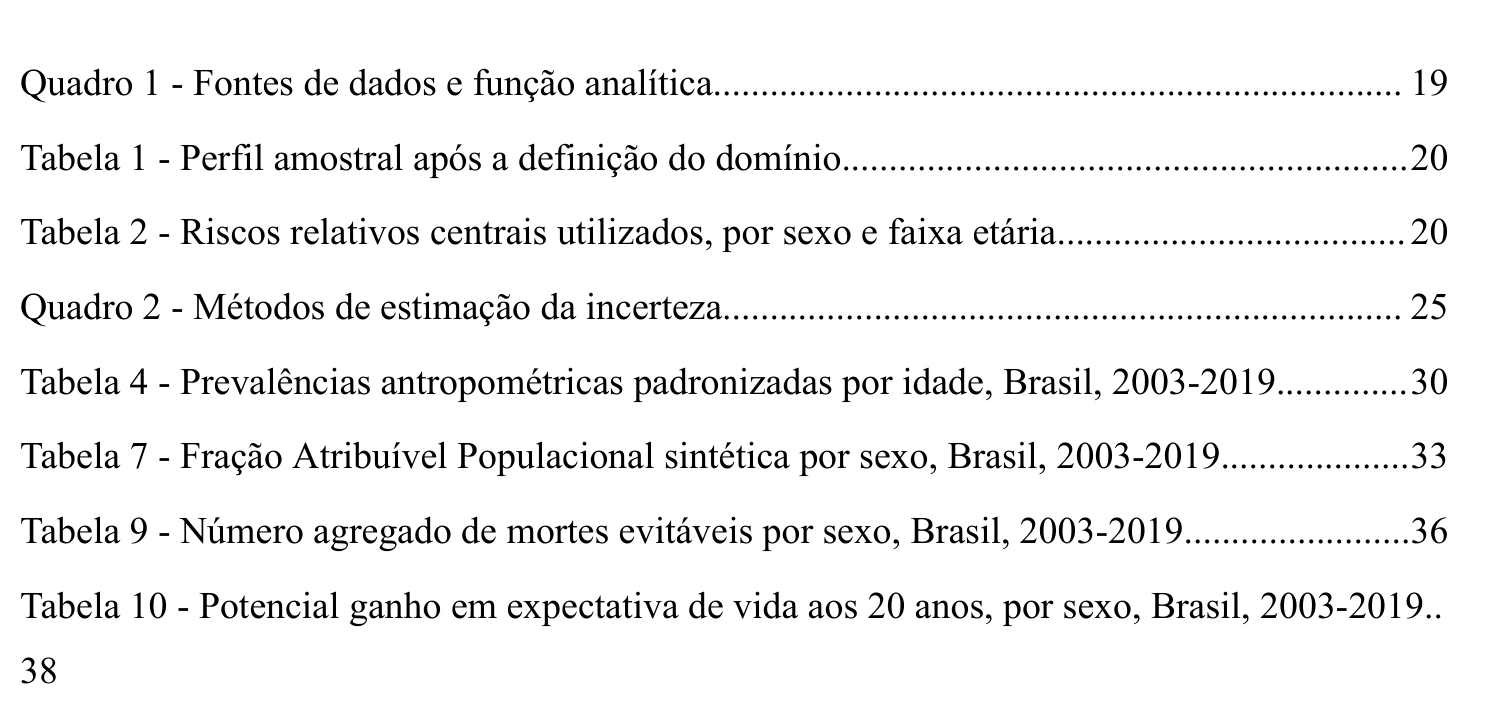 Quadro 1 - Fontes de dados e função analítica......................................................................... 19
Tabela 1 - Perfil amostral após a definição do domínio............................................................20
Tabela 2 - Riscos relativos centrais utilizados, por sexo e faixa etária.....................................20
Quadro 2 - Métodos de estimação da incerteza........................................................................ 25
Tabela 4 - Prevalências antropométricas padronizadas por idade, Brasil, 2003-2019..............30
Tabela 7 - Fração Atribuível Populacional sintética por sexo, Brasil, 2003-2019....................33
Tabela 9 - Número agregado de mortes evitáveis por sexo, Brasil, 2003-2019........................36
Tabela 10 - Potencial ganho em expectativa de vida aos 20 anos, por sexo, Brasil, 2003-2019..
38